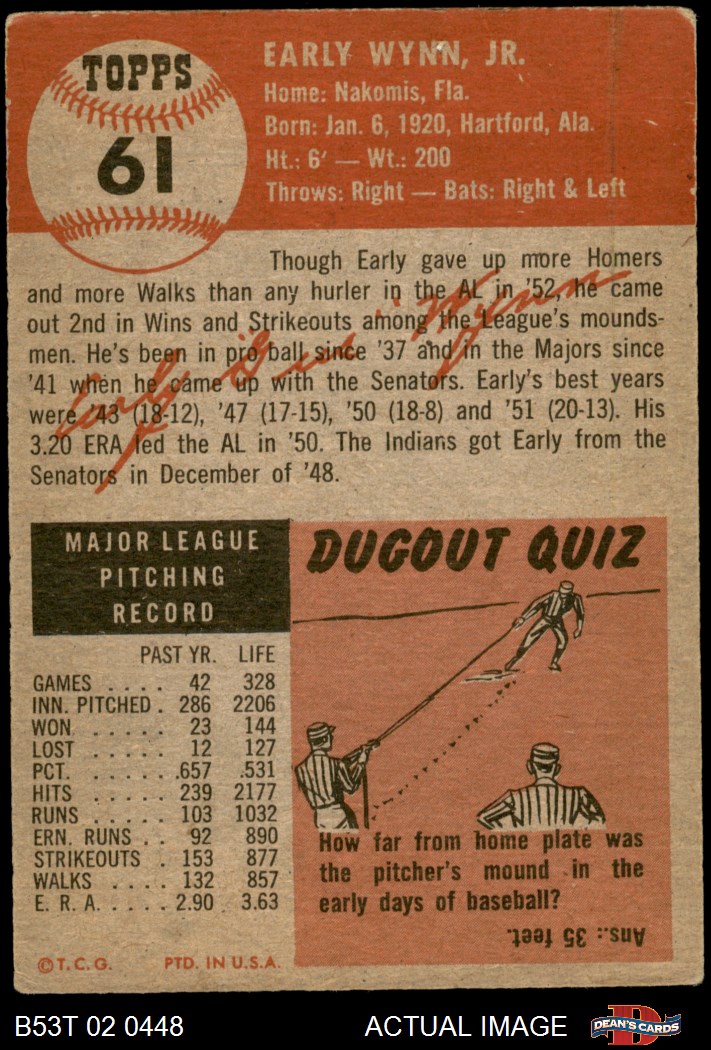 TOPPS
61
EARLY WYNN, JR.
Home: Nakomis, Fla.
Born: Jan. 6, 1920, Hartford, Ala.
Ht.: 6′ — Wt.: 200
Throws: Right — Bats: Right & Left
Though Early gave up more Homers
and more Walks than any hurler in the AL in '52, he came
out 2nd in Wins and Strikeouts among the League's mounds-
men. He's been in pro ball since '37 and in the Majors since
'41 when he came up with the Senators. Early's best years
were '43 (18-12), '47 (17-15), '50 (18-8) and '51 (20-13). His
3.20 ERA led the AL in '50. The Indians got Early from the
Senators in December of '48.
Early "Gus" Wynn
MAJOR LEAGUE
PITCHING
RECORD
PAST YR. LIFE
GAMES . . . . 42 328
INN. PITCHED . 286 2206
WON . . . . . 23 144
LOST . . . . . 12 127
PCT. . . . . . .657 .531
HITS . . . . . 239 2177
RUNS . . . . . 103 1032
ERN. RUNS . . 92 890
STRIKEOUTS . 153 877
WALKS . . . . 132 857
E. R. A. . . . . . 2.90 3.63
©T.C.G. PTD. IN U.S.A.
DUGOUT QUIZ
How far from home plate was
the pitcher's mound in the
early days of baseball?
Ans.: 35 feet.
B53T 02 0448 ACTUAL IMAGE
D
DEAN'S CARDS